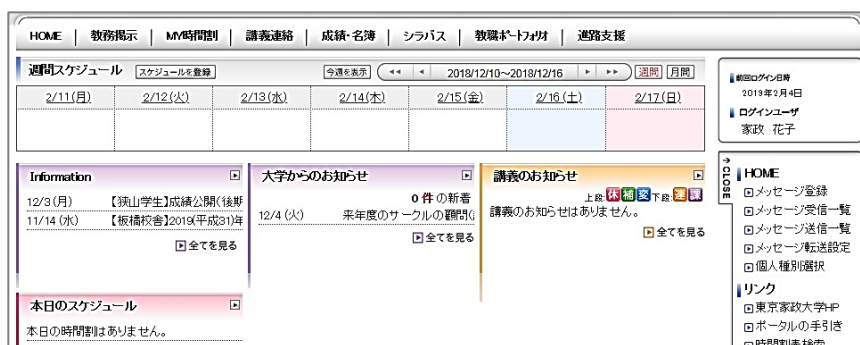 HOME | 教務掲示 | MY時間割 | 講義連絡 | 成績・名簿 | シラバス | 教職ポートフォリオ | 進路支援
週間スケジュール スケジュールを登録 今週を表示 2018/12/10～2018/12/16 週間 月間
2/11(月) 2/12(火) 2/13(水) 2/14(木) 2/15(金) 2/16(土) 2/17(日)
Information
12/3(月) 【狭山学生】成績公開(後期
11/14(水) 【板橋校舎】2019(平成31)年
全てを見る
大学からのお知らせ
0 件 の新着
12/4(火) 来年度のサークルの顧問(
全てを見る
講義のお知らせ
上段:休補変下段:連課
講義のお知らせはありません。
全てを見る
本日のスケジュール
本日の時間割はありません。
前回ログイン日時
2019年2月4日
ログインユーザ
家政 花子
CLOSE
HOME
メッセージ登録
メッセージ受信一覧
メッセージ送信一覧
メッセージ転送設定
個人種別選択
リンク
東京家政大学HP
ポータルの手引き
時間割表検索